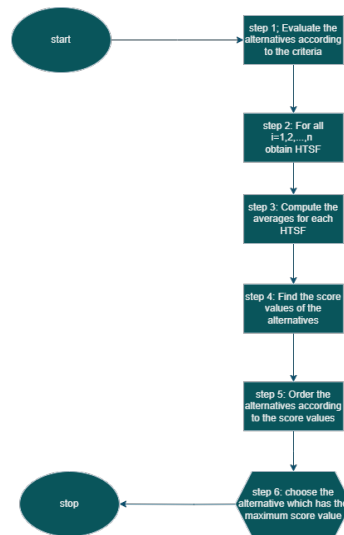 start
step 1; Evaluate the
alternatives according
to the criteria
step 2: For all
i=1,2,...,n
obtain HTSF
step 3: Compute the
averages for each
HTSF
step 4: Find the score
values of the
alternatives
step 5: Order the
alternatives according
to the score values
step 6: choose the
alternative which has the
maximum score value
stop